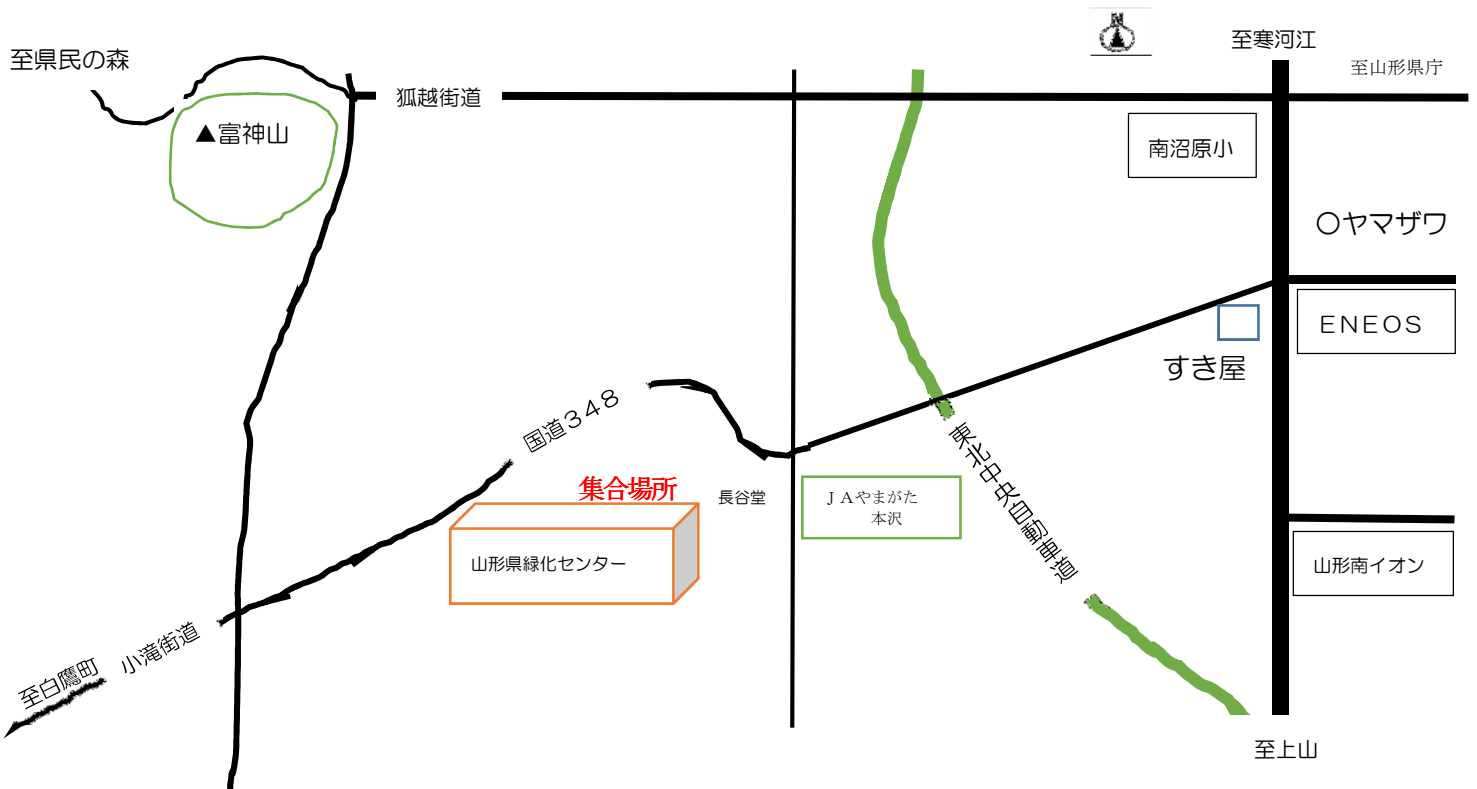 至寒河江
至県民の森
至山形県庁
狐越街道
▲富神山
南沼原小
〇ヤマザワ
ENEOS
すき屋
国道348
東北中央自動車道
集合場所
長谷堂
JAやまがた
本沢
山形県緑化センター
山形南イオン
小滝街道
至白鷹町
至上山